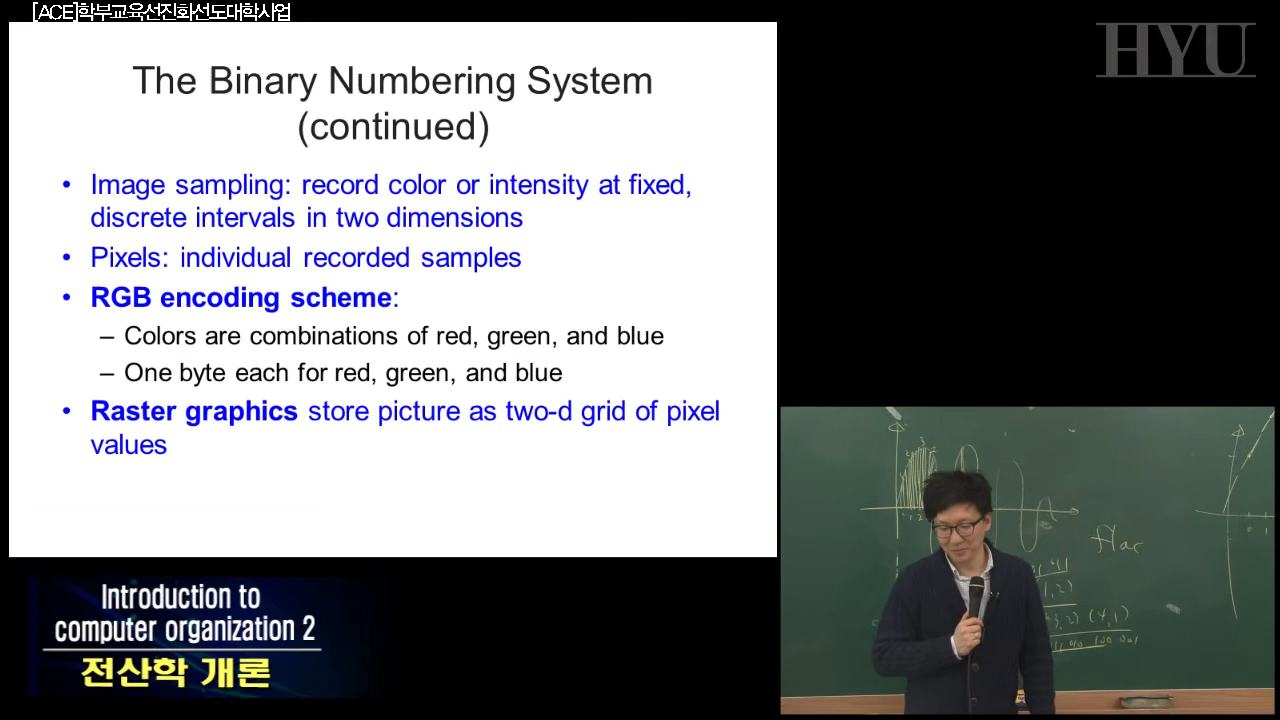 [ACE]학부교육선진화선도대학사업
HYU
The Binary Numbering System
(continued)
• Image sampling: record color or intensity at fixed,
discrete intervals in two dimensions
• Pixels: individual recorded samples
• RGB encoding scheme:
– Colors are combinations of red, green, and blue
– One byte each for red, green, and blue
• Raster graphics store picture as two-d grid of pixel
values
flac
(4,1)
Introduction to
computer organization 2
전산학 개론